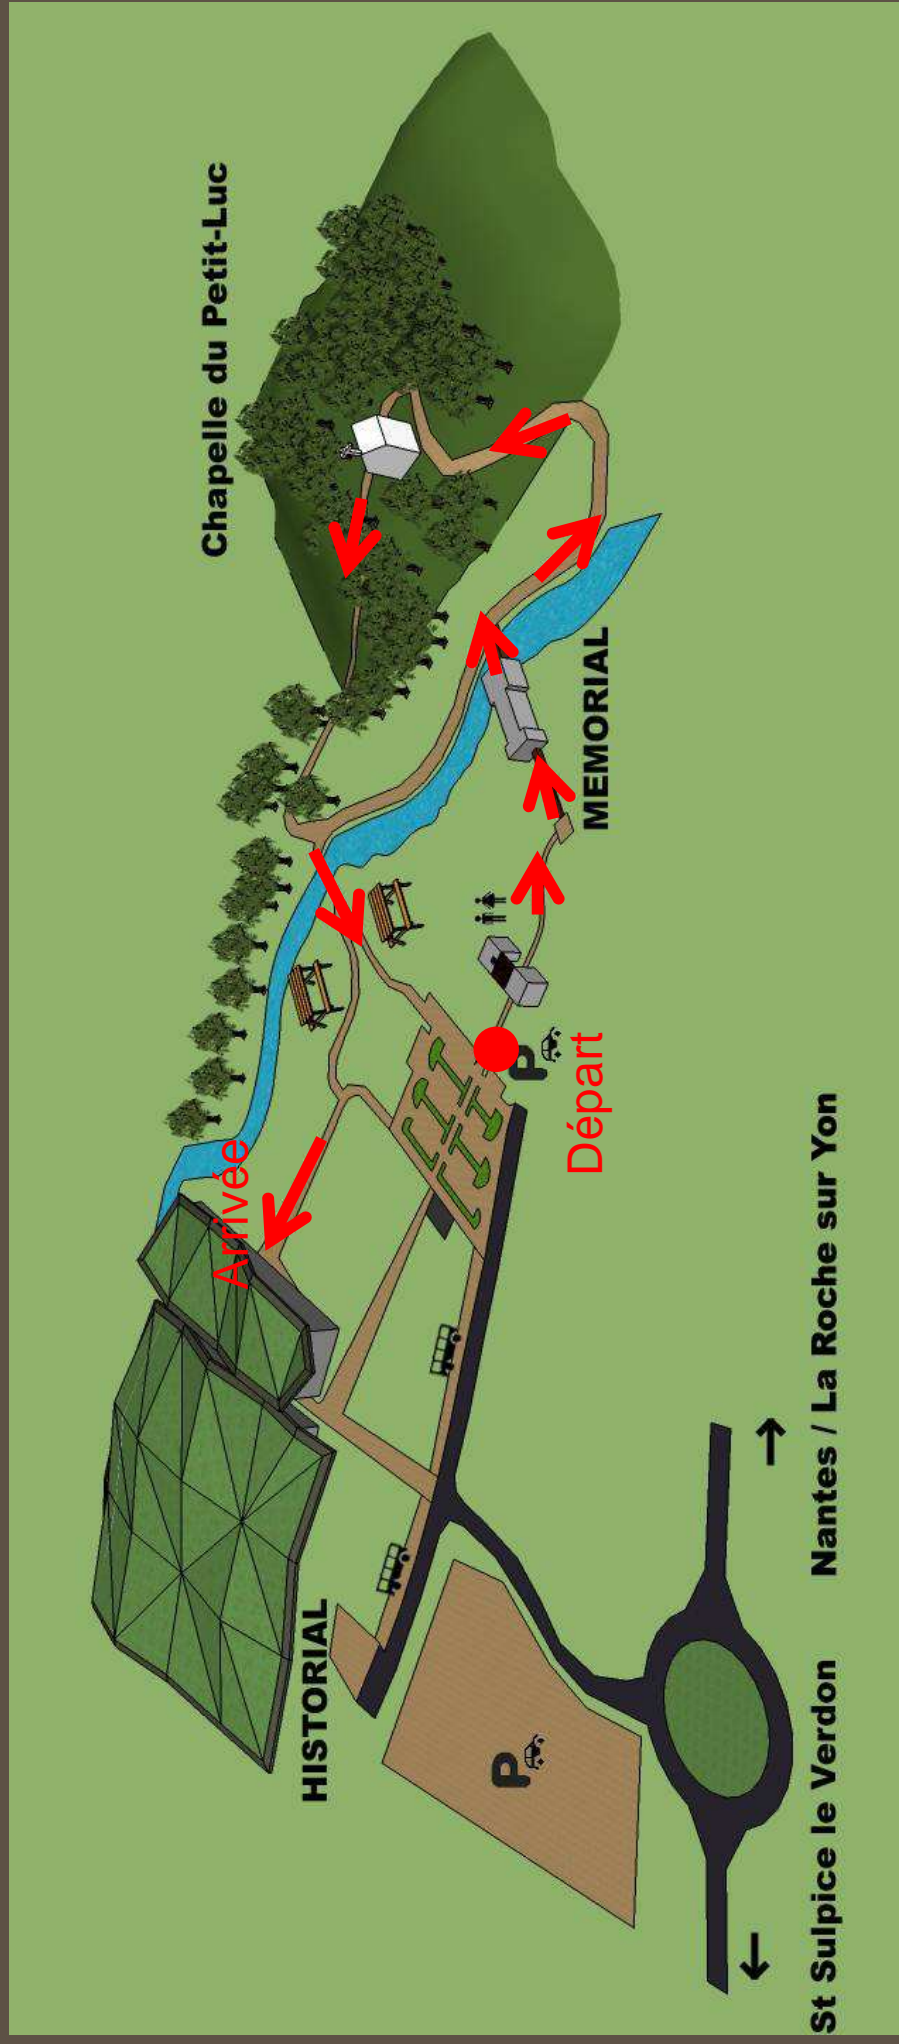 Chapelle du Petit-Luc
MEMORIAL
Départ
P
Arrivée
HISTORIAL
P
St Sulpice le Verdon
Nantes / La Roche sur Yon